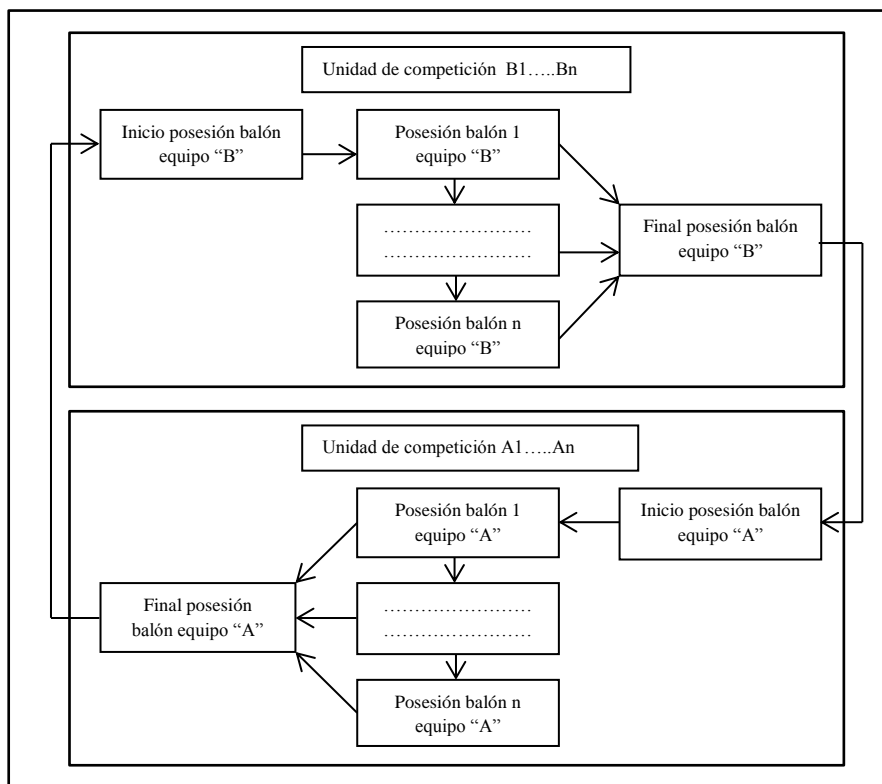 Unidad de competición B1…..Bn
Inicio posesión balón
equipo “B”
Posesión balón 1
equipo “B”
……………………
……………………
Posesión balón n
equipo “B”
Final posesión balón
equipo “B”
Unidad de competición A1…..An
Inicio posesión balón
equipo “A”
Posesión balón 1
equipo “A”
……………………
……………………
Posesión balón n
equipo “A”
Final posesión
balón equipo “A”